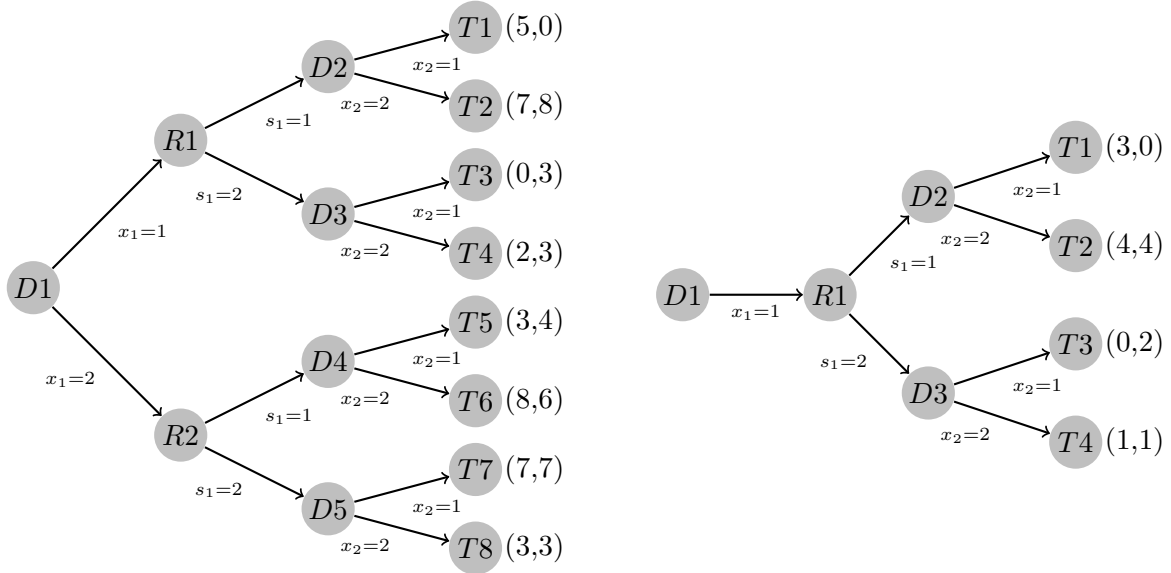 D1
x₁=1
x₁=2
R1
s₁=1
s₁=2
R2
s₁=1
s₁=2
D2
x₂=1
x₂=2
D3
x₂=1
x₂=2
D4
x₂=1
x₂=2
D5
x₂=1
x₂=2
T1 (5,0)
T2 (7,8)
T3 (0,3)
T4 (2,3)
T5 (3,4)
T6 (8,6)
T7 (7,7)
T8 (3,3)
D1
x₁=1
R1
s₁=1
s₁=2
D2
x₂=1
x₂=2
D3
x₂=1
x₂=2
T1 (3,0)
T2 (4,4)
T3 (0,2)
T4 (1,1)